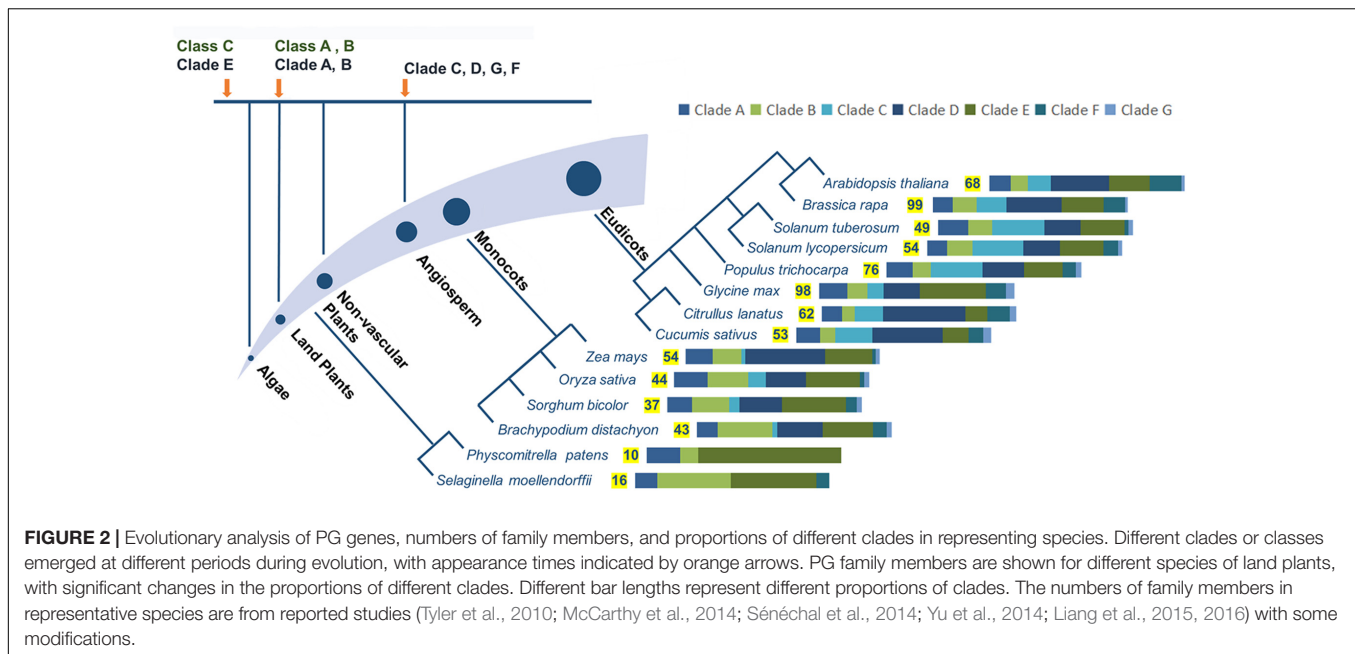 Class C
Clade E
Class A , B
Clade A, B
Clade C, D, G, F
Clade A Clade B Clade C Clade D Clade E Clade F Clade G
Algae
Land Plants
Non-vascular
Plants
Angiosperm
Monocots
Eudicots
Arabidopsis thaliana 68
Brassica rapa 99
Solanum tuberosum 49
Solanum lycopersicum 54
Populus trichocarpa 76
Glycine max 98
Citrullus lanatus 62
Cucumis sativus 53
Zea mays 54
Oryza sativa 44
Sorghum bicolor 37
Brachypodium distachyon 43
Physcomitrella patens 10
Selaginella moellendorffii 16
FIGURE 2 | Evolutionary analysis of PG genes, numbers of family members, and proportions of different clades in representing species. Different clades or classes
emerged at different periods during evolution, with appearance times indicated by orange arrows. PG family members are shown for different species of land plants,
with significant changes in the proportions of different clades. Different bar lengths represent different proportions of clades. The numbers of family members in
representative species are from reported studies (Tyler et al., 2010; McCarthy et al., 2014; Sénéchal et al., 2014; Yu et al., 2014; Liang et al., 2015, 2016) with some
modifications.